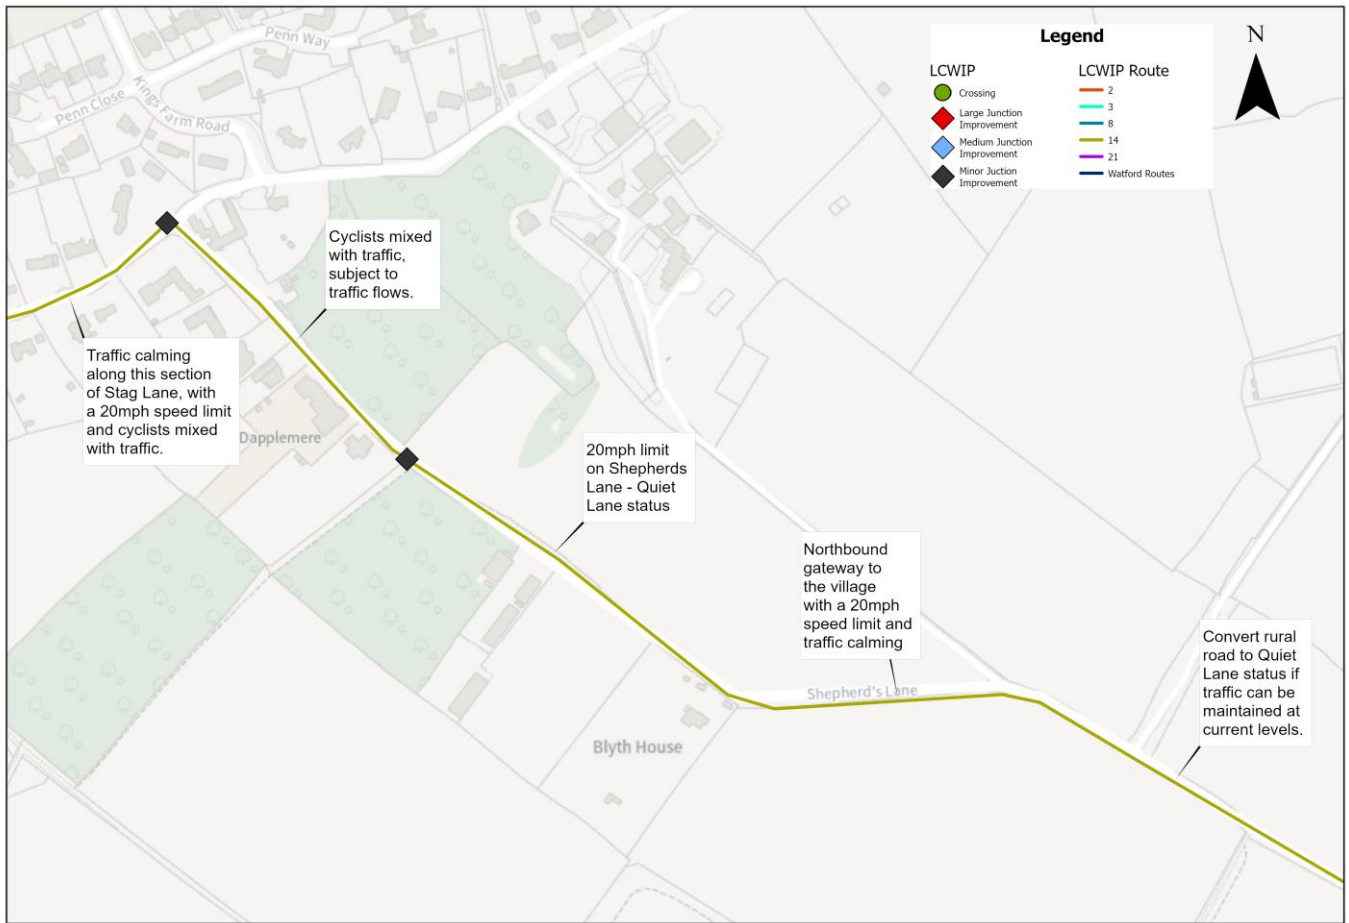 Penn Way
Penn Close
Kings Farm Road
Legend
LCWIP
Crossing
Large Junction
Improvement
Medium Junction
Improvement
Minor Juction
Improvement
LCWIP Route
2
3
8
14
21
Watford Routes
N
Cyclists mixed
with traffic,
subject to
traffic flows.
Traffic calming
along this section
of Stag Lane, with
a 20mph speed limit
and cyclists mixed
with traffic.
Dapplemere
20mph limit
on Shepherds
Lane - Quiet
Lane status
Northbound
gateway to
the village
with a 20mph
speed limit and
traffic calming
Convert rural
road to Quiet
Lane status if
traffic can be
maintained at
current levels.
Shepherd's Lane
Blyth House